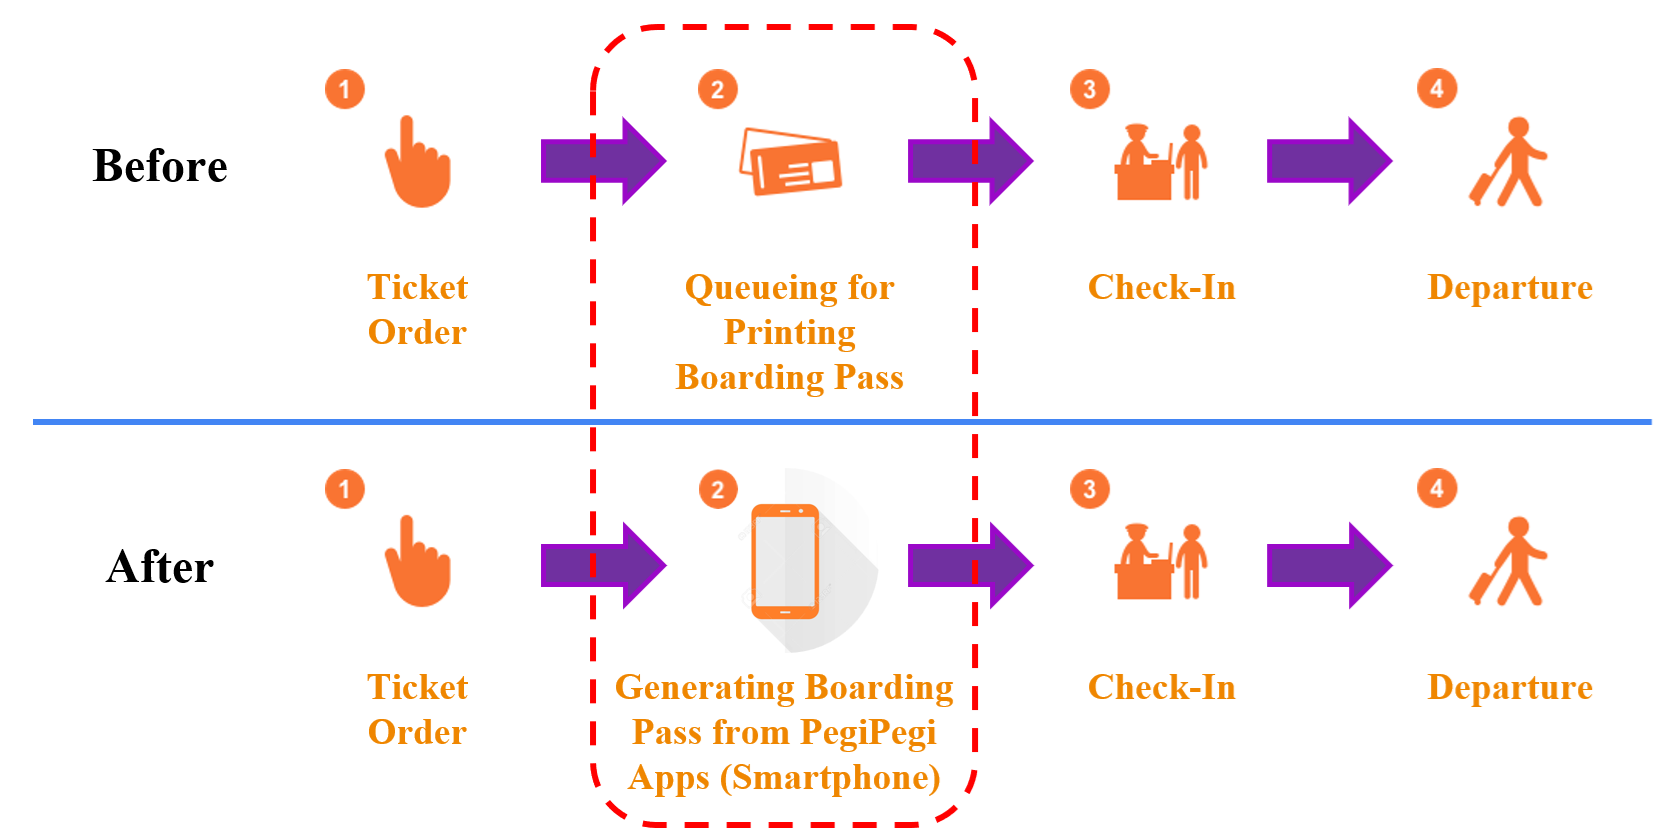 Before
1
2
3
4
Ticket
Order
Queueing for
Printing
Boarding Pass
Check-In
Departure
After
1
2
3
4
Ticket
Order
Generating Boarding
Pass from PegiPegi
Apps (Smartphone)
Check-In
Departure